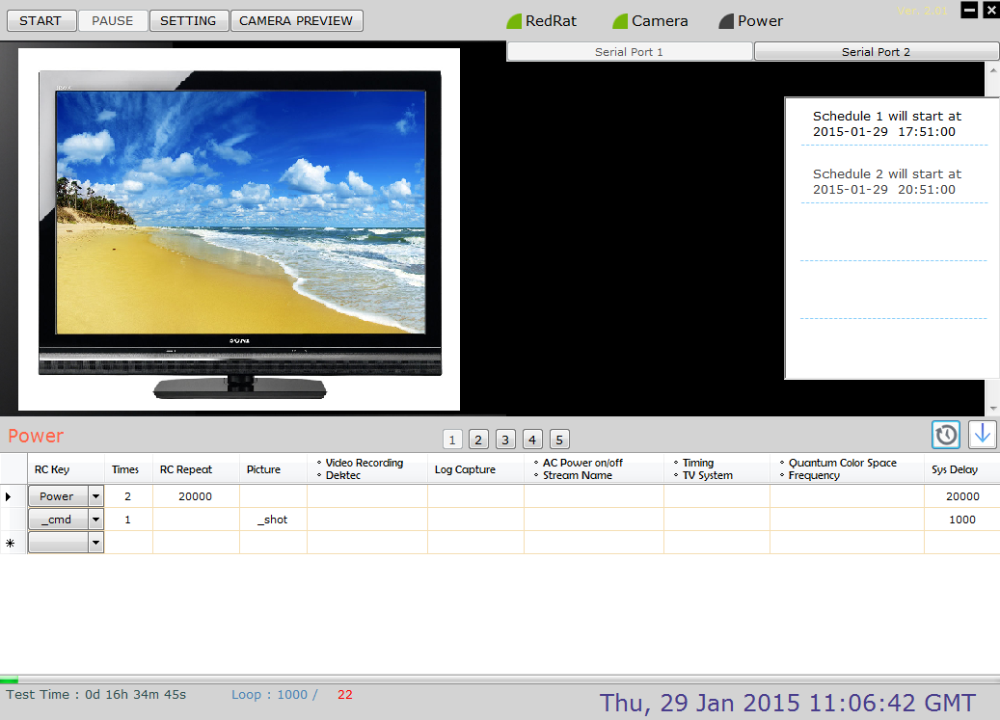 START PAUSE SETTING CAMERA PREVIEW RedRat Camera Power ver. 2.01
Serial Port 1 Serial Port 2
Schedule 1 will start at
2015-01-29 17:51:00
Schedule 2 will start at
2015-01-29 20:51:00
SONY
Power 1 2 3 4 5
RC Key Times RC Repeat Picture Video Recording Dektec Log Capture AC Power on/off Stream Name Timing TV System Quantum Color Space Frequency Sys Delay
Power 2 20000 20000
_cmd 1 _shot 1000
Test Time : 0d 16h 34m 45s Loop : 1000 / 22
Thu, 29 Jan 2015 11:06:42 GMT